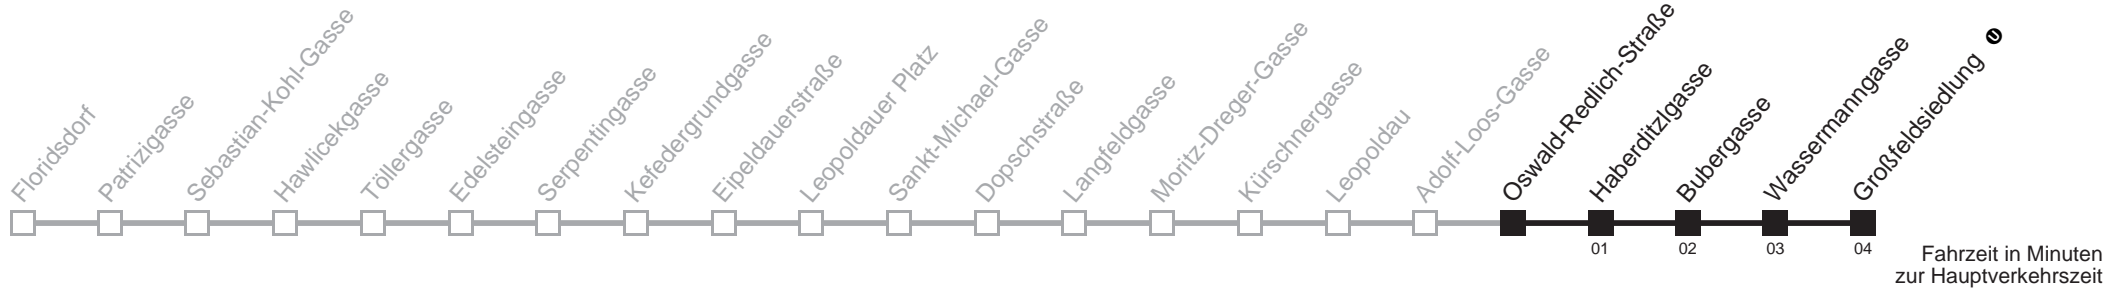 Floridsdorf
Patrizigasse
Sebastian-Kohl-Gasse
Hawlicekgasse
Töllergasse
Edelsteingasse
Serpentingasse
Kefedergrundgasse
Eipeldauerstraße
Leopoldauer Platz
Sankt-Michael-Gasse
Dopschstraße
Langfeldgasse
Moritz-Dreger-Gasse
Kürschnergasse
Leopoldau
Adolf-Loos-Gasse
Oswald-Redlich-Straße
Haberditzlgasse
Bubergasse
Wassermanngasse
Großfeldsiedlung U
01 02 03 04
Fahrzeit in Minuten
zur Hauptverkehrszeit